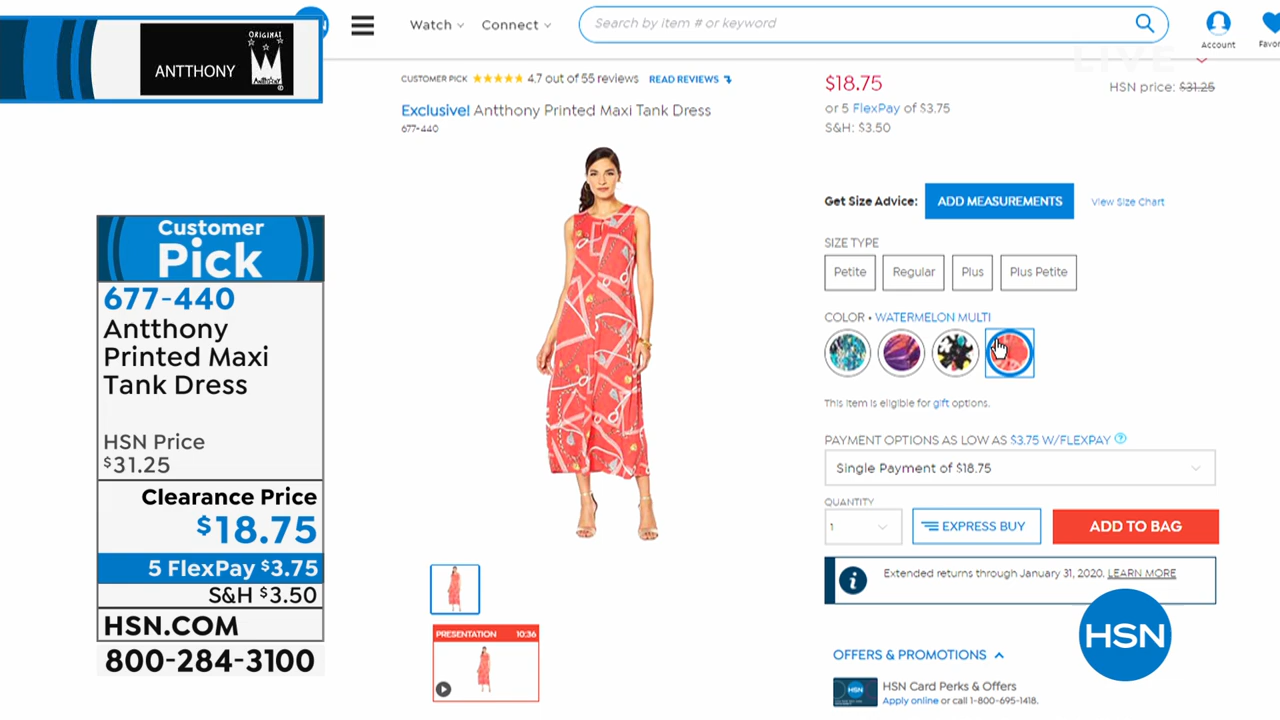 ANTTHONY
ORIGINAL
Watch
Connect
Search by item # or keyword
Account
LIVE
CUSTOMER PICK
4.7 out of 55 reviews
READ REVIEWS
Exclusive! Antthony Printed Maxi Tank Dress
677-440
$18.75
HSN price: $31.25
or 5 FlexPay of $3.75
S&H: $3.50
Get Size Advice:
ADD MEASUREMENTS
View Size Chart
SIZE TYPE
Petite
Regular
Plus
Plus Petite
COLOR • WATERMELON MULTI
This item is eligible for gift options.
PAYMENT OPTIONS AS LOW AS $3.75 W/FLEXPAY ?
Single Payment of $18.75
QUANTITY
1
EXPRESS BUY
ADD TO BAG
i
Extended returns through January 31, 2020. LEARN MORE
OFFERS & PROMOTIONS
HSN
HSN Card Perks & Offers
Apply online or call 1-800-695-1418.
HSN
PRESENTATION 10:36
Customer
Pick
677-440
Antthony
Printed Maxi
Tank Dress
HSN Price
$31.25
Clearance Price
$18.75
5 FlexPay $3.75
S&H $3.50
HSN.COM
800-284-3100